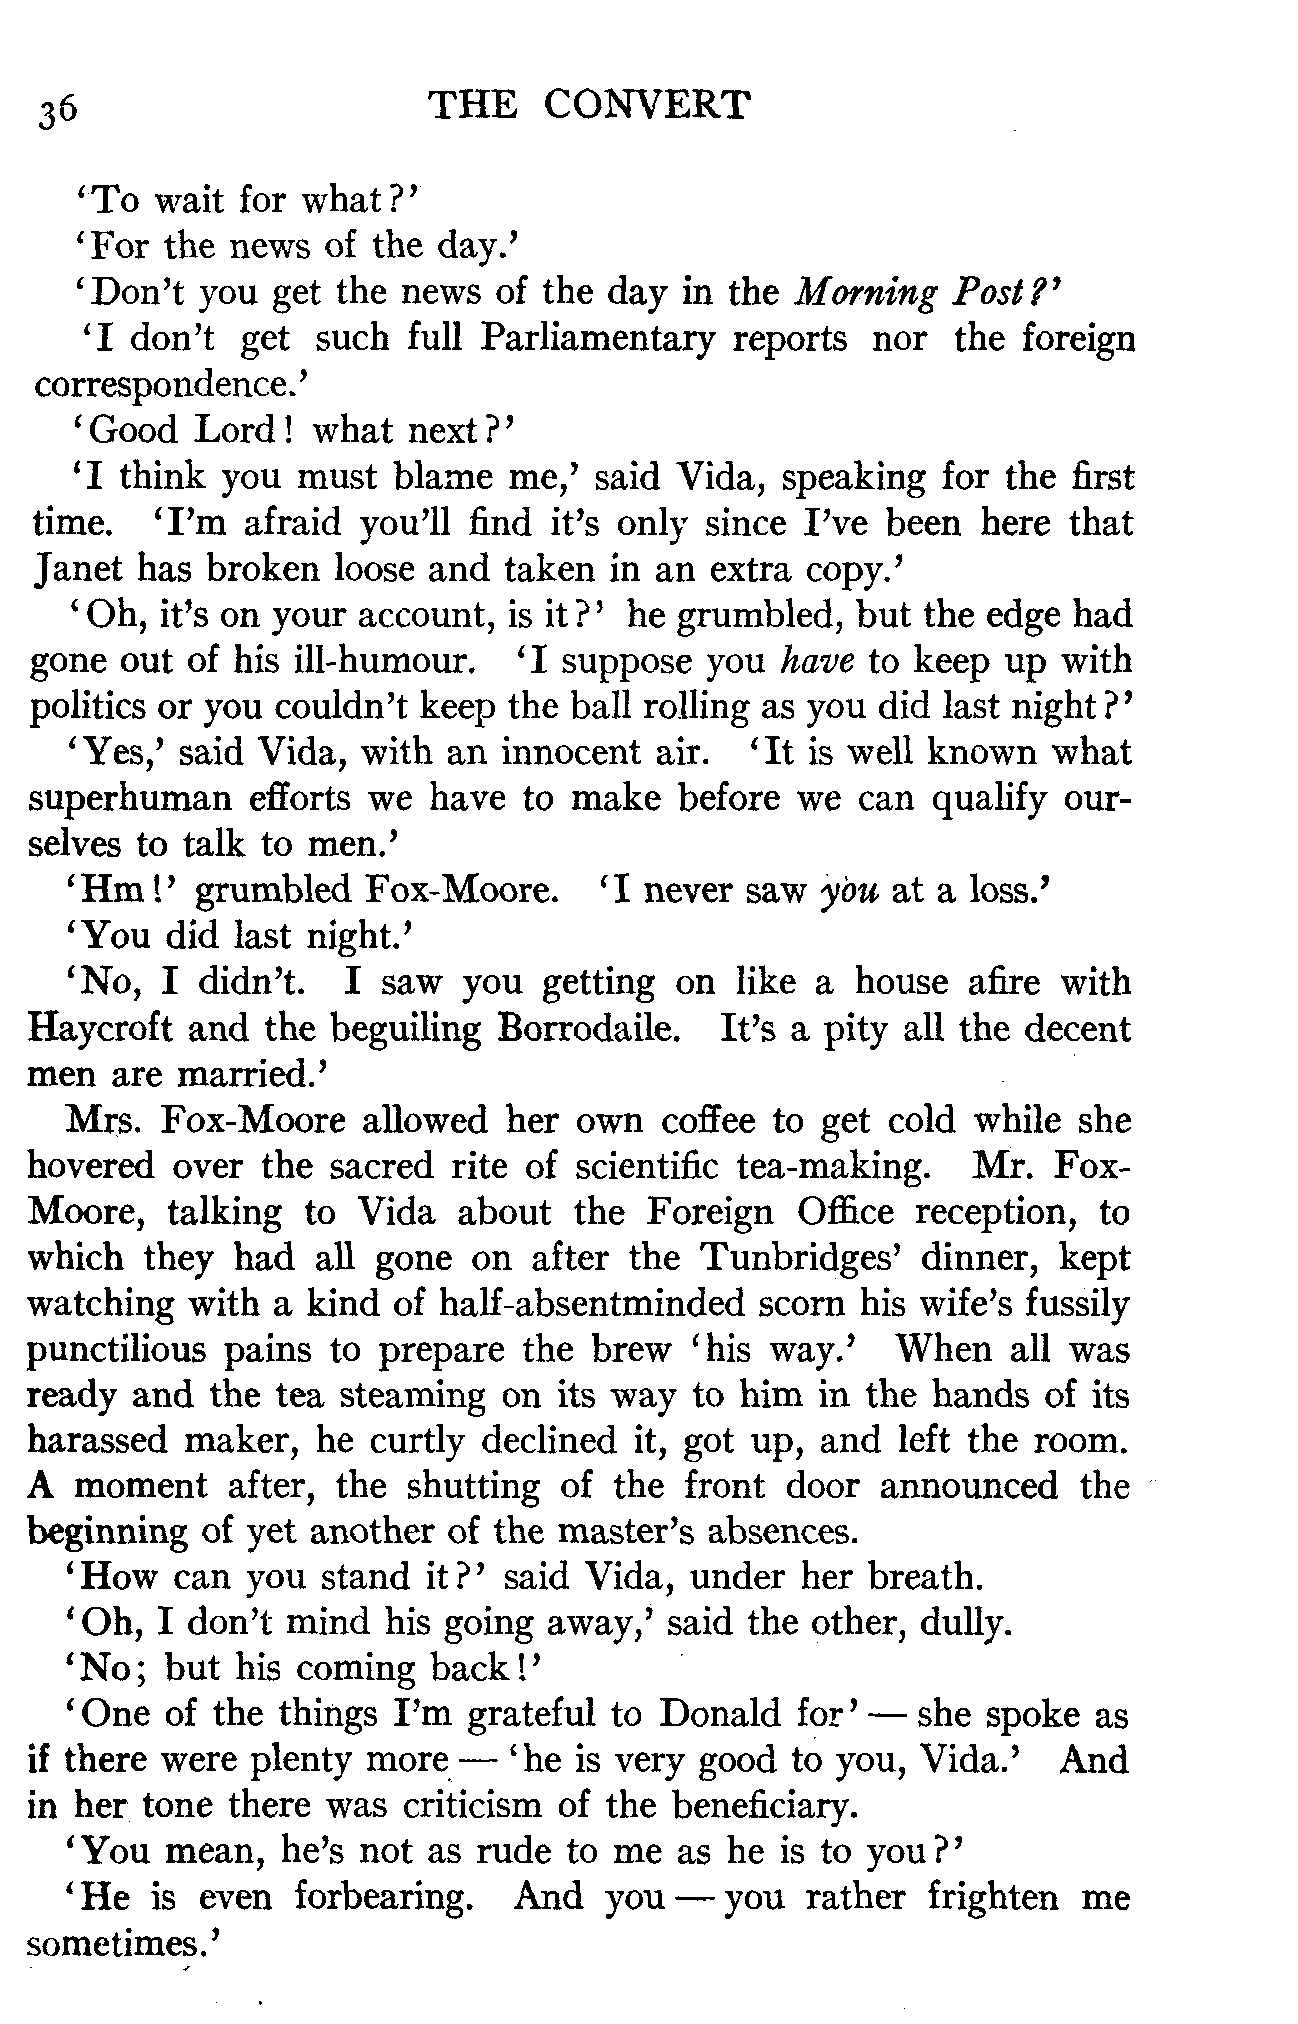 36 THE CONVERT
‘To wait for what?’
‘For the news of the day.’
‘Don't you get the news of the day in the Morning Post?’
‘I don't get such full Parliamentary reports nor the foreign
correspondence.’
‘Good Lord! what next?’
‘I think you must blame me,’ said Vida, speaking for the first
time. ‘I'm afraid you'll find it's only since I've been here that
Janet has broken loose and taken in an extra copy.’
‘Oh, it's on your account, is it?’ he grumbled, but the edge had
gone out of his ill-humour. ‘I suppose you have to keep up with
politics or you couldn't keep the ball rolling as you did last night?’
‘Yes,’ said Vida, with an innocent air. ‘It is well known what
superhuman efforts we have to make before we can qualify our-
selves to talk to men.’
‘Hm!’ grumbled Fox-Moore. ‘I never saw you at a loss.’
‘You did last night.’
‘No, I didn't. I saw you getting on like a house afire with
Haycroft and the beguiling Borrodaile. It's a pity all the decent
men are married.’
Mrs. Fox-Moore allowed her own coffee to get cold while she
hovered over the sacred rite of scientific tea-making. Mr. Fox-
Moore, talking to Vida about the Foreign Office reception, to
which they had all gone on after the Tunbridges' dinner, kept
watching with a kind of half-absentminded scorn his wife's fussily
punctilious pains to prepare the brew ‘his way.’ When all was
ready and the tea steaming on its way to him in the hands of its
harassed maker, he curtly declined it, got up, and left the room.
A moment after, the shutting of the front door announced the
beginning of yet another of the master's absences.
‘How can you stand it?’ said Vida, under her breath.
‘Oh, I don't mind his going away,’ said the other, dully.
‘No; but his coming back!’
‘One of the things I'm grateful to Donald for’ — she spoke as
if there were plenty more — ‘he is very good to you, Vida.’ And
in her tone there was criticism of the beneficiary.
‘You mean, he's not as rude to me as he is to you?’
‘He is even forbearing. And you — you rather frighten me
sometimes.’